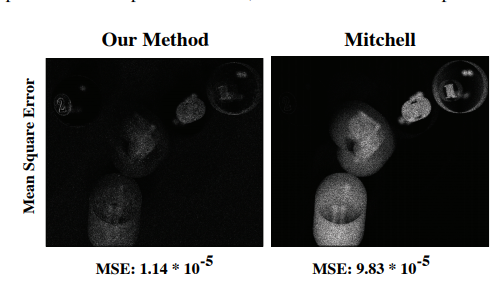 Our Method Mitchell
Mean Square Error
MSE: 1.14 * 10-5 MSE: 9.83 * 10-5